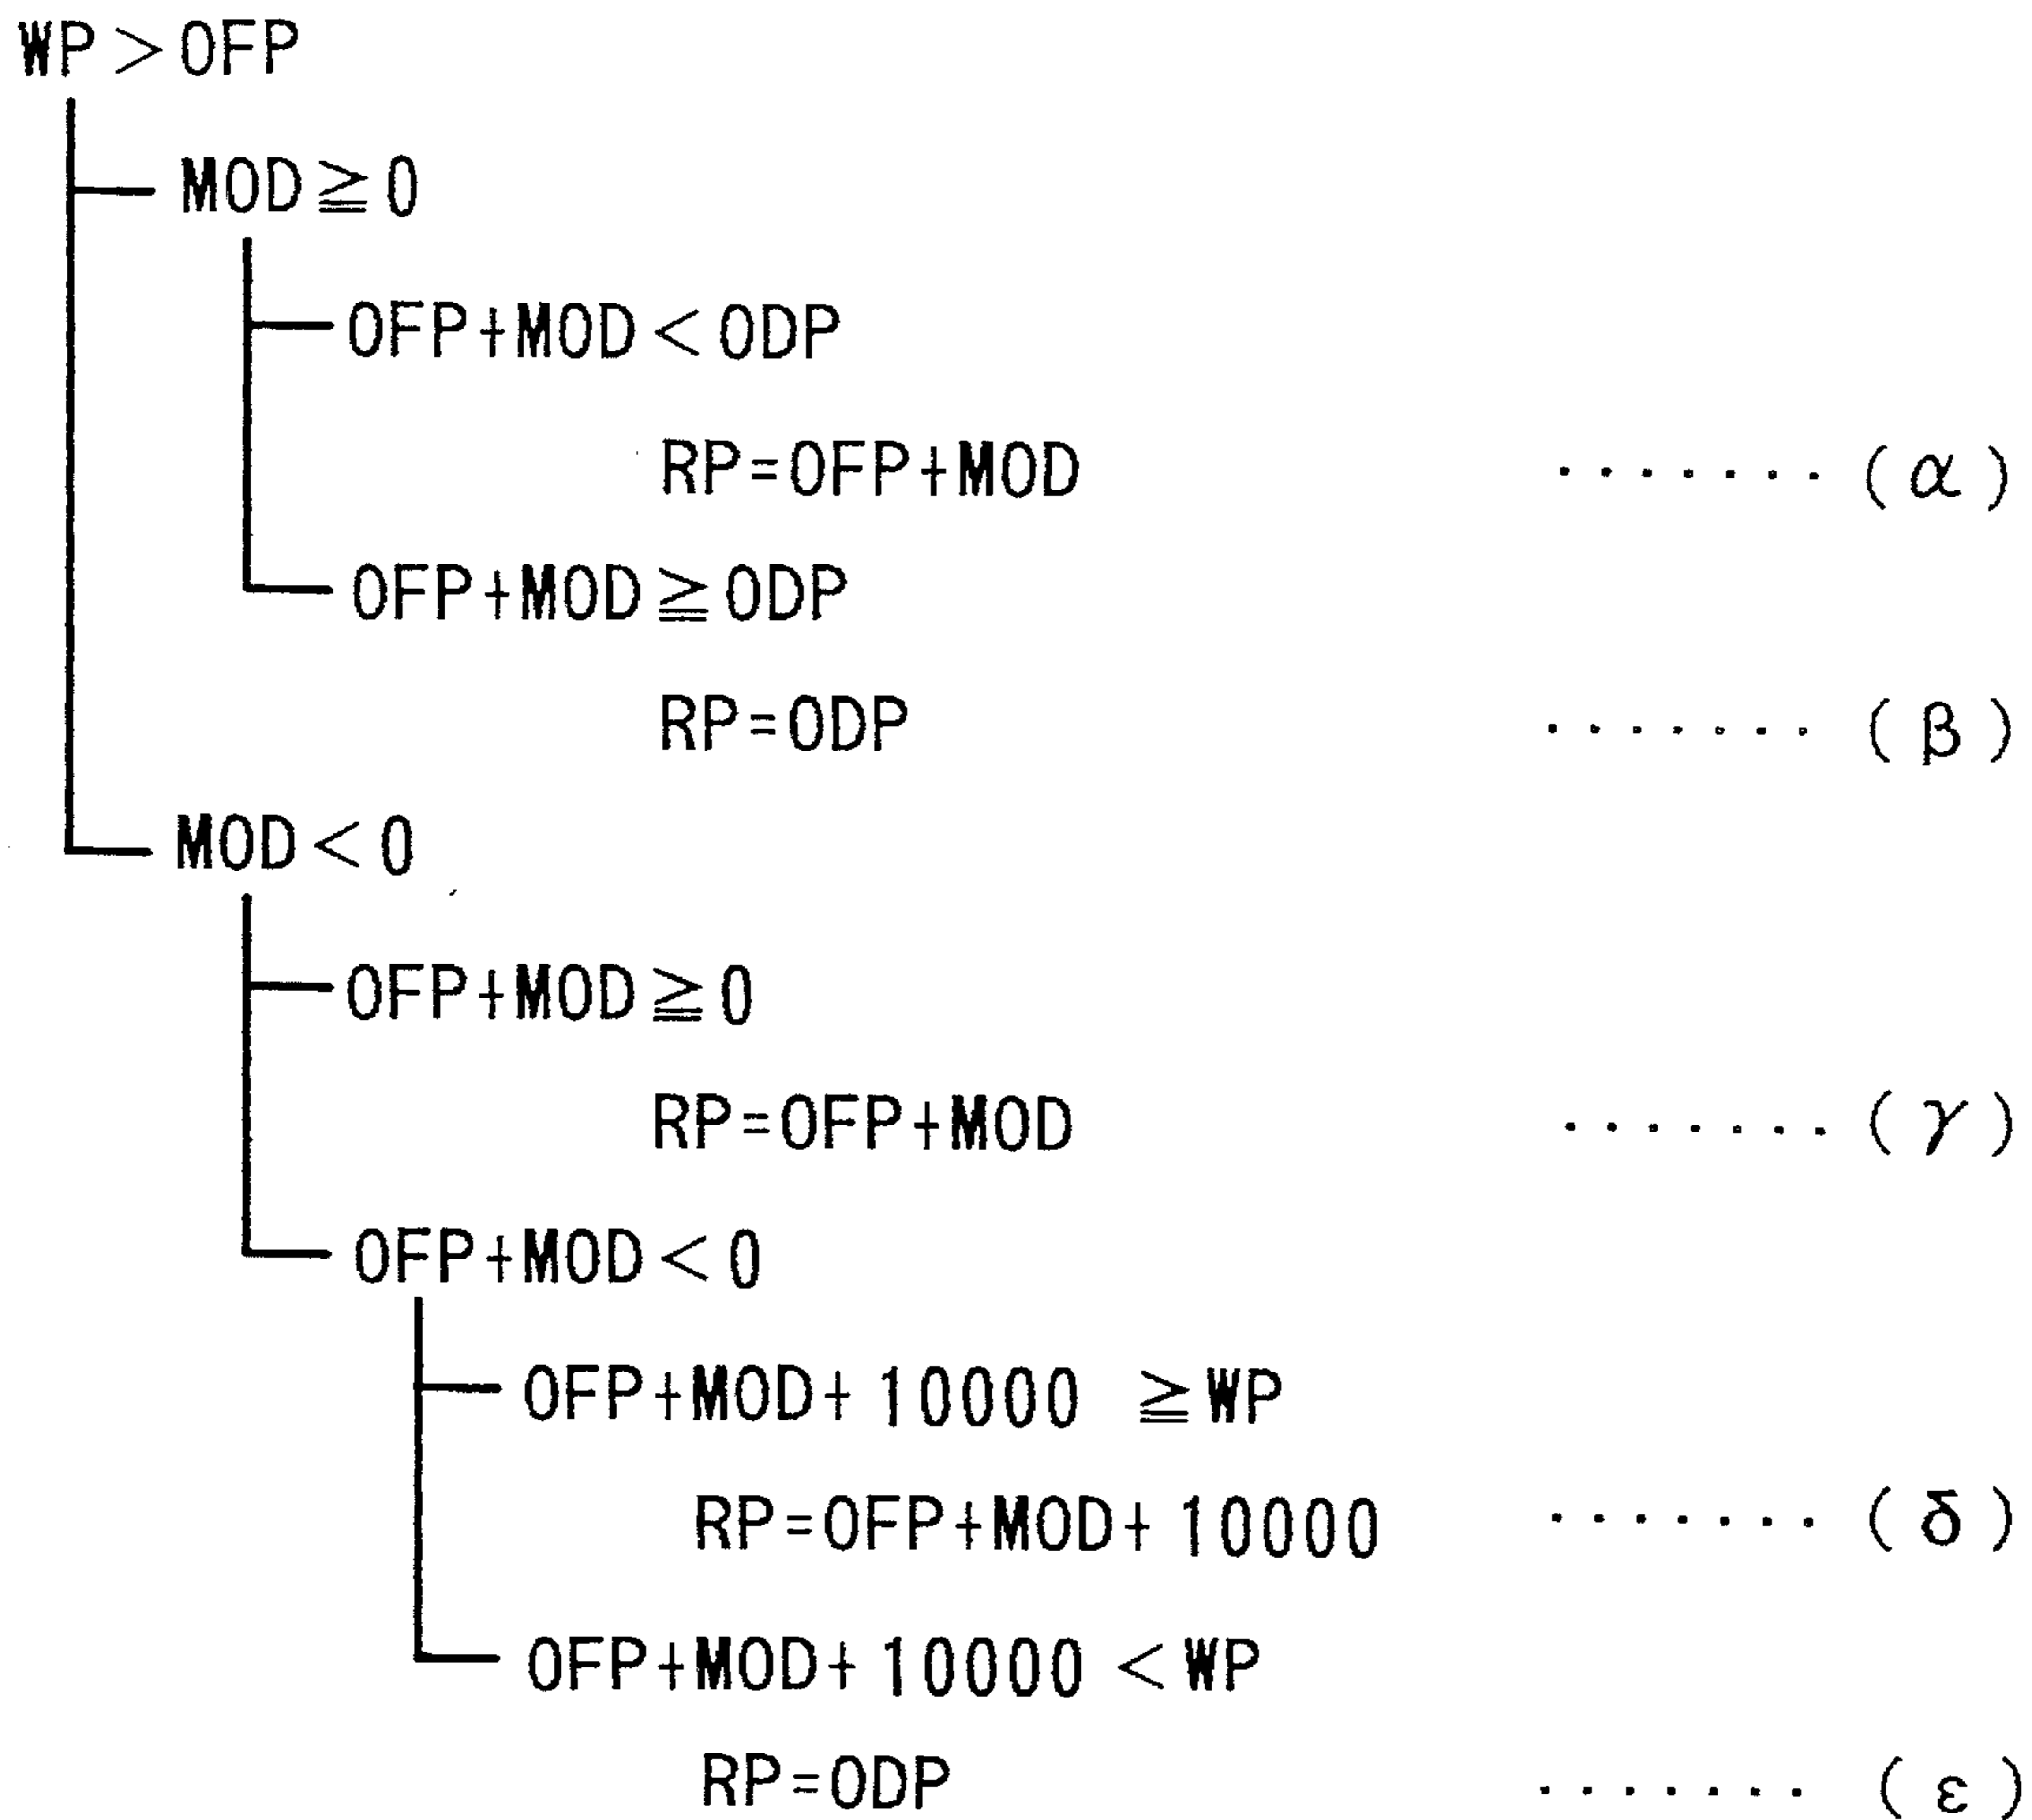 WP>OFP
MOD≧0
OFP+MOD<ODP
RP=OFP+MOD ·······(α)
OFP+MOD≧ODP
RP=ODP ·······(β)
MOD<0
OFP+MOD≧0
RP=OFP+MOD ·······(γ)
OFP+MOD<0
OFP+MOD+10000 ≧WP
RP=OFP+MOD+10000 ·······(δ)
OFP+MOD+10000<WP
RP=ODP ·······(ε)